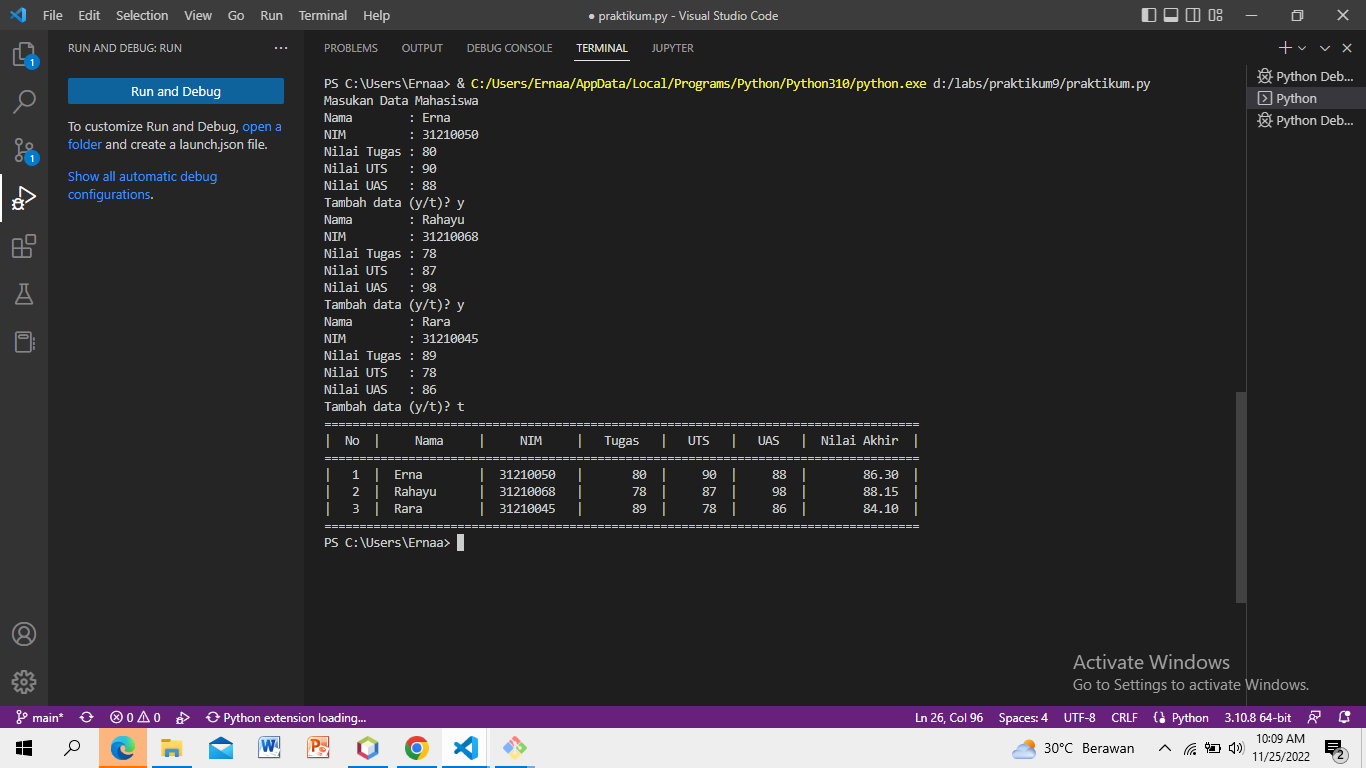 File Edit Selection View Go Run Terminal Help
● praktikum.py - Visual Studio Code
RUN AND DEBUG: RUN ...
Run and Debug
To customize Run and Debug, open a
folder and create a launch.json file.
Show all automatic debug
configurations.
PROBLEMS OUTPUT DEBUG CONSOLE TERMINAL JUPYTER
PS C:\Users\Ernaa> & C:/Users/Ernaa/AppData/Local/Programs/Python/Python310/python.exe d:/labs/praktikum9/praktikum.py
Masukan Data Mahasiswa
Nama        : Erna
NIM         : 31210050
Nilai Tugas : 80
Nilai UTS   : 90
Nilai UAS   : 88
Tambah data (y/t)? y
Nama        : Rahayu
NIM         : 31210068
Nilai Tugas : 78
Nilai UTS   : 87
Nilai UAS   : 98
Tambah data (y/t)? y
Nama        : Rara
NIM         : 31210045
Nilai Tugas : 89
Nilai UTS   : 78
Nilai UAS   : 86
Tambah data (y/t)? t
=====================================================================================
|  No  |     Nama     |     NIM     |   Tugas   |   UTS   |   UAS   |  Nilai Akhir  |
=====================================================================================
|   1  |  Erna        |  31210050   |       80  |     90  |     88  |        86.30  |
|   2  |  Rahayu      |  31210068   |       78  |     87  |     98  |        88.15  |
|   3  |  Rara        |  31210045   |       89  |     78  |     86  |        84.10  |
=====================================================================================
PS C:\Users\Ernaa>
Python Deb...
Python
Python Deb...
Activate Windows
Go to Settings to activate Windows.
1
1
main* 0 0 Python extension loading...
Ln 26, Col 96 Spaces: 4 UTF-8 CRLF Python 3.10.8 64-bit
30°C Berawan
10:09 AM
11/25/2022
2